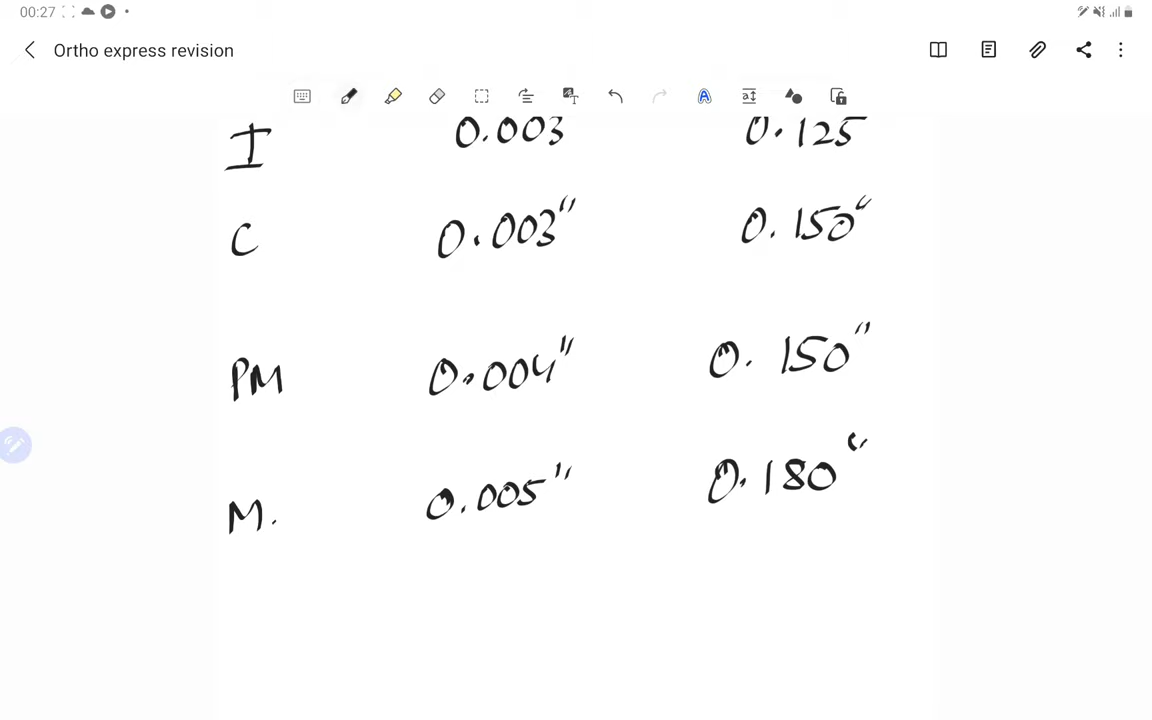 00:27
Ortho express revision
I 0.003 0.125
C 0.003" 0.150"
PM 0.004" 0.150"
M. 0.005" 0.180"